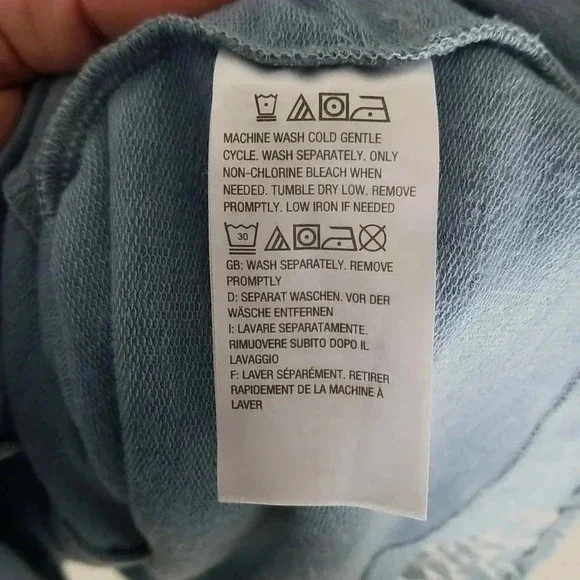 MACHINE WASH COLD GENTLE
CYCLE. WASH SEPARATELY. ONLY
NON-CHLORINE BLEACH WHEN
NEEDED. TUMBLE DRY LOW. REMOVE
PROMPTLY. LOW IRON IF NEEDED
30
GB: WASH SEPARATELY. REMOVE
PROMPTLY
D: SEPARAT WASCHEN. VOR DER
WÄSCHE ENTFERNEN
I: LAVARE SEPARATAMENTE.
RIMUOVERE SUBITO DOPO IL
LAVAGGIO
F: LAVER SÉPARÉMENT. RETIRER
RAPIDEMENT DE LA MACHINE À
LAVER